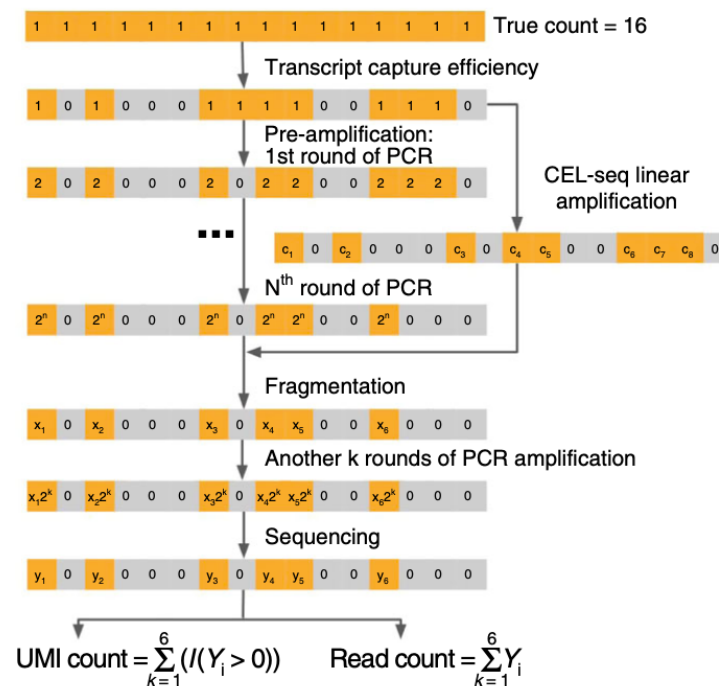 1 1 1 1 1 1 1 1 1 1 1 1 1 1 1 1 True count = 16
Transcript capture efficiency
1 0 1 0 0 0 1 1 1 1 0 0 1 1 1 0
Pre-amplification:
1st round of PCR
2 0 2 0 0 0 2 0 2 2 0 0 2 2 2 0
CEL-seq linear
amplification
...
c₁ 0 c₂ 0 0 0 c₃ 0 c₄ c₅ 0 0 c₆ c₇ c₈ 0
Nᵗʰ round of PCR
2ⁿ 0 2ⁿ 0 0 0 2ⁿ 0 2ⁿ 2ⁿ 0 0 2ⁿ 0 0 0
Fragmentation
x₁ 0 x₂ 0 0 0 x₃ 0 x₄ x₅ 0 0 x₆ 0 0 0
Another k rounds of PCR amplification
x₁2ᵏ 0 x₂2ᵏ 0 0 0 x₃2ᵏ 0 x₄2ᵏ x₅2ᵏ 0 0 x₆2ᵏ 0 0 0
Sequencing
y₁ 0 y₂ 0 0 0 y₃ 0 y₄ y₅ 0 0 y₆ 0 0 0
UMI count = ∑₍ₖ₌₁₎⁶ (I(Yᵢ > 0)) Read count = ∑₍ₖ₌₁₎⁶ Yᵢ